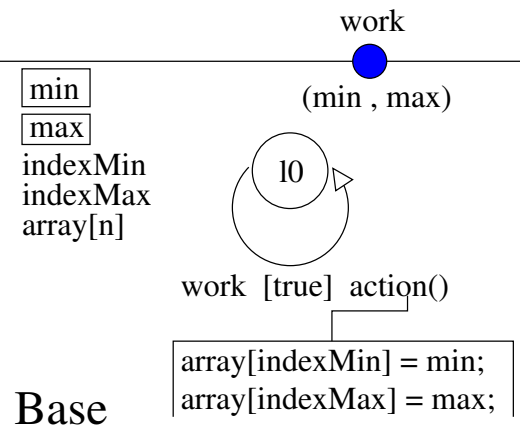 work
(min , max)
min
max
indexMin
indexMax
array[n]
l0
work [true] action()
array[indexMin] = min;
array[indexMax] = max;
Base